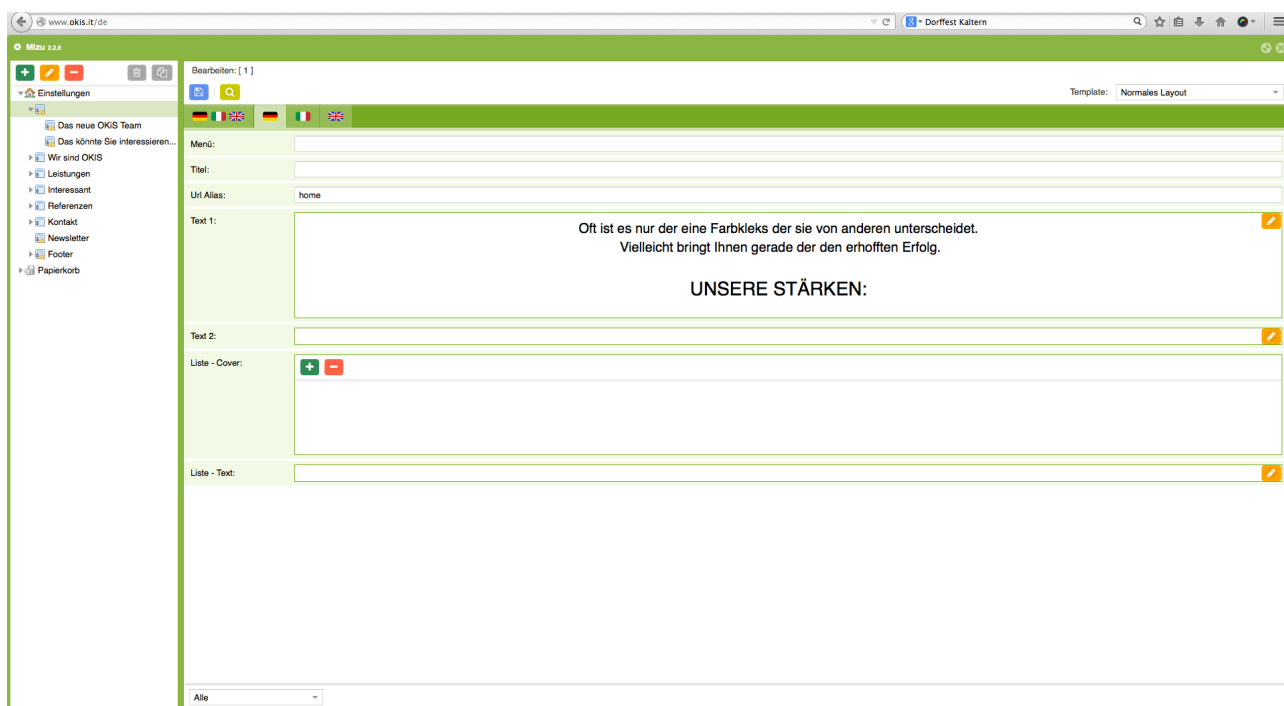 www.okis.it/de
Dorffest Kaltern
Mizu 2.2.6
Bearbeiten: [ 1 ]
Template: Normales Layout
Einstellungen
Das neue OKiS Team
Das könnte Sie interessieren...
Wir sind OKIS
Leistungen
Interessant
Referenzen
Kontakt
Newsletter
Footer
Papierkorb
Menü:
Titel:
Url Alias: home
Text 1:
Oft ist es nur der eine Farbkleks der sie von anderen unterscheidet.
Vielleicht bringt Ihnen gerade der den erhofften Erfolg.
UNSERE STÄRKEN:
Text 2:
Liste - Cover:
Liste - Text:
Alle